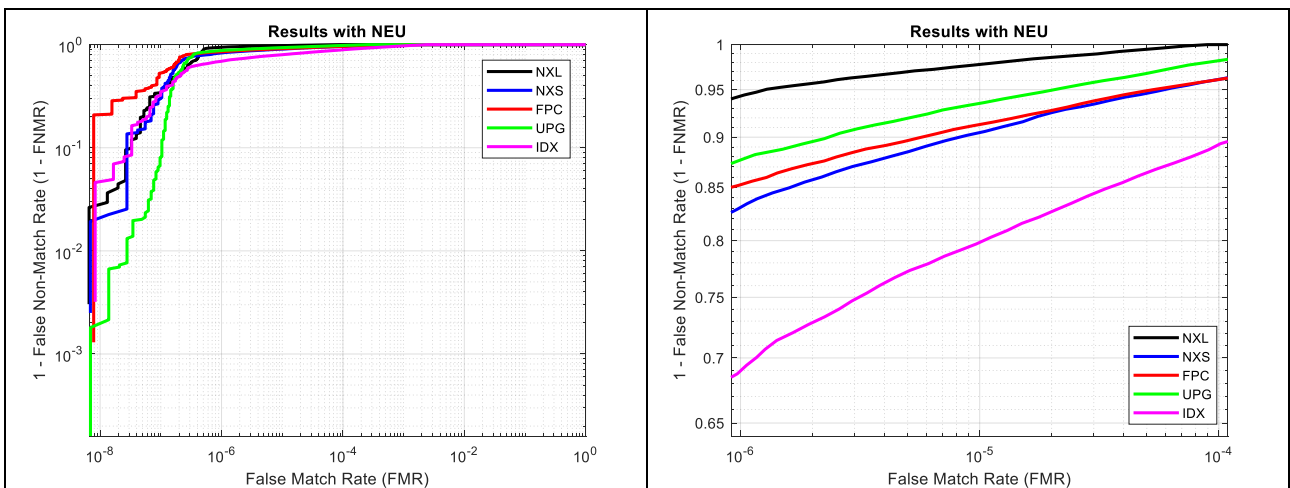 Results with NEU
10^0
10^-1
10^-2
10^-3
1 - False Non-Match Rate (1 - FNMR)
NXL
NXS
FPC
UPG
IDX
10^-8
10^-6
10^-4
10^-2
10^0
False Match Rate (FMR)
Results with NEU
1
0.95
0.9
0.85
0.8
0.75
0.7
0.65
1 - False Non-Match Rate (1 - FNMR)
NXL
NXS
FPC
UPG
IDX
10^-6
10^-5
10^-4
False Match Rate (FMR)